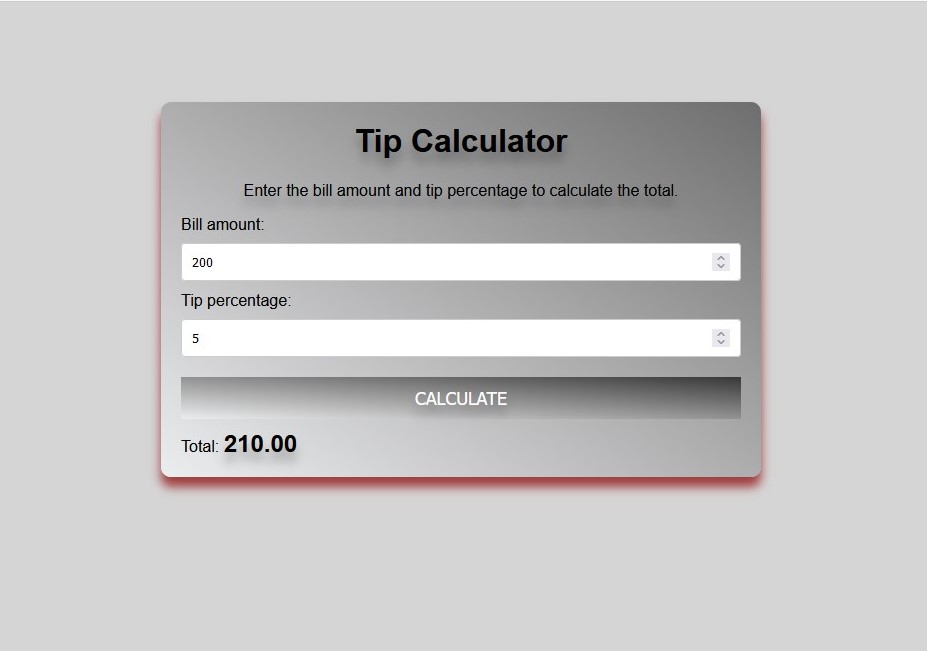 Tip Calculator
Enter the bill amount and tip percentage to calculate the total.
Bill amount:
200
Tip percentage:
5
CALCULATE
Total: 210.00